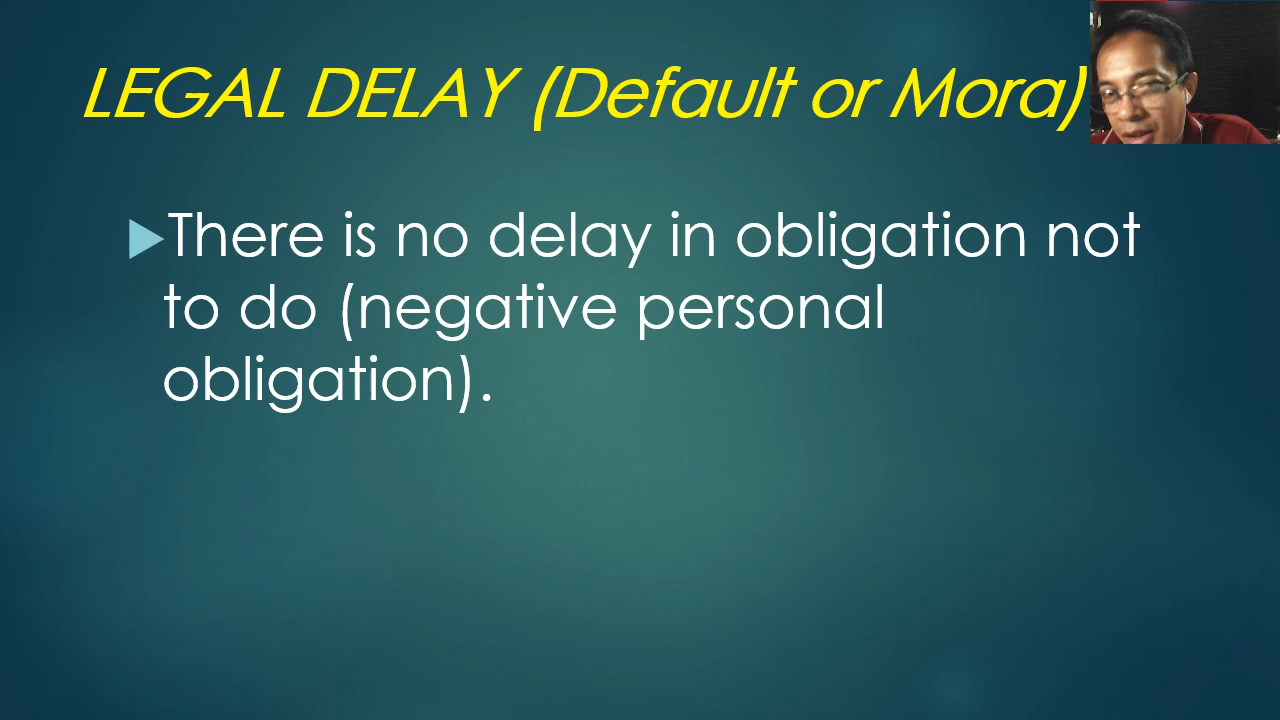 LEGAL DELAY (Default or Mora)
There is no delay in obligation not
to do (negative personal
obligation).